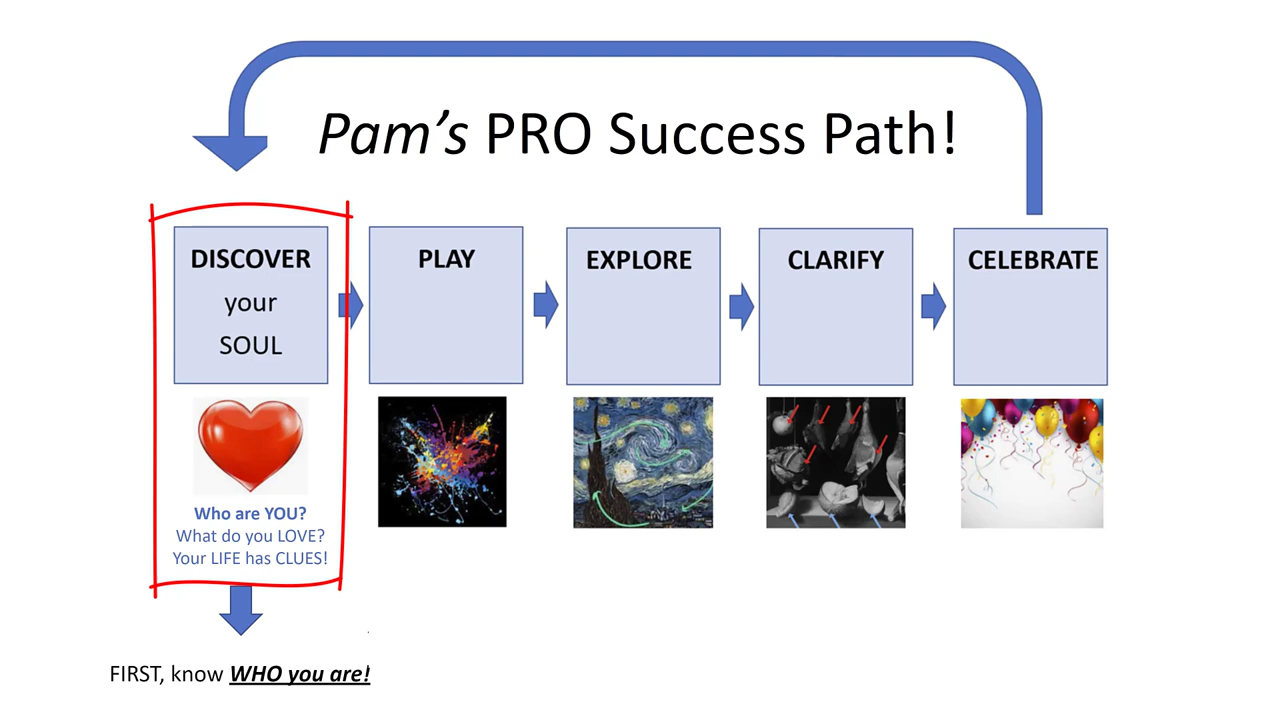 Pam's PRO Success Path!
DISCOVER
your
SOUL
PLAY
EXPLORE
CLARIFY
CELEBRATE
Who are YOU?
What do you LOVE?
Your LIFE has CLUES!
FIRST, know WHO you are!